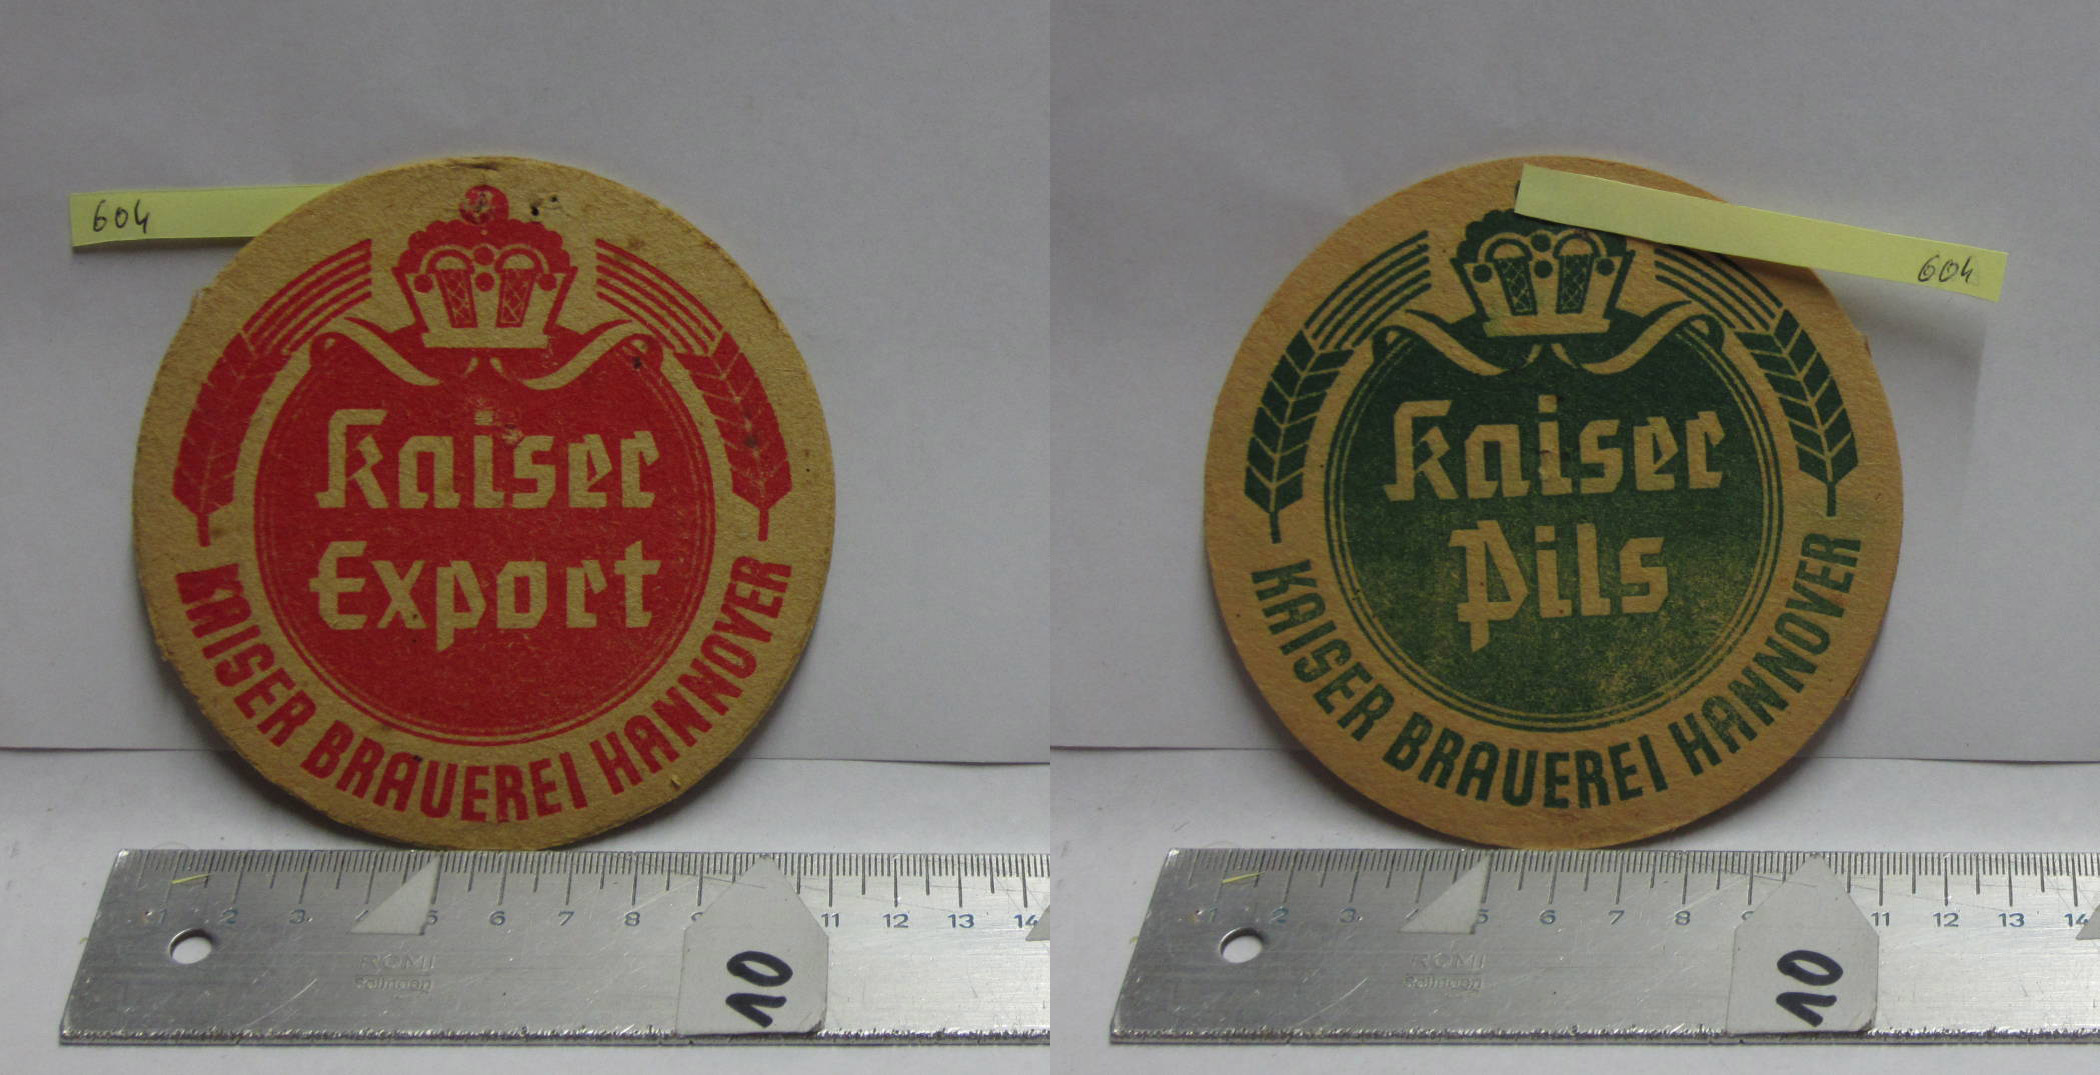 604
Kaiser
Export
KAISER BRAUEREI HANNOVER
1 2 3 4 5 6 7 8 9 11 12 13 14
ROMI
10
604
Kaiser
Pils
KAISER BRAUEREI HANNOVER
1 2 3 4 5 6 7 8 9 11 12 13 14
ROMI
10